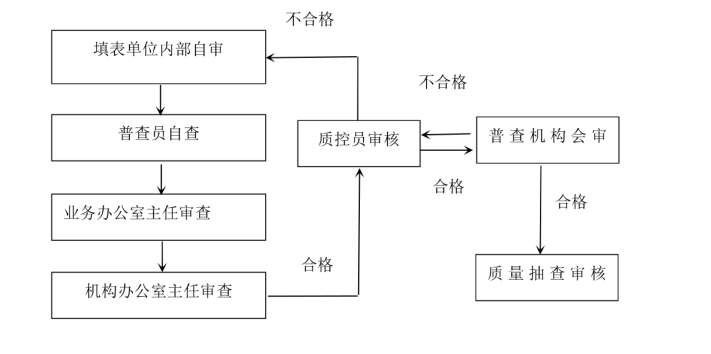 不合格
填表单位内部自审
不合格
普查员自查
质控员审核
普查机构会审
合格
业务办公室主任审查
合格
合格
机构办公室主任审查
质量抽查审核